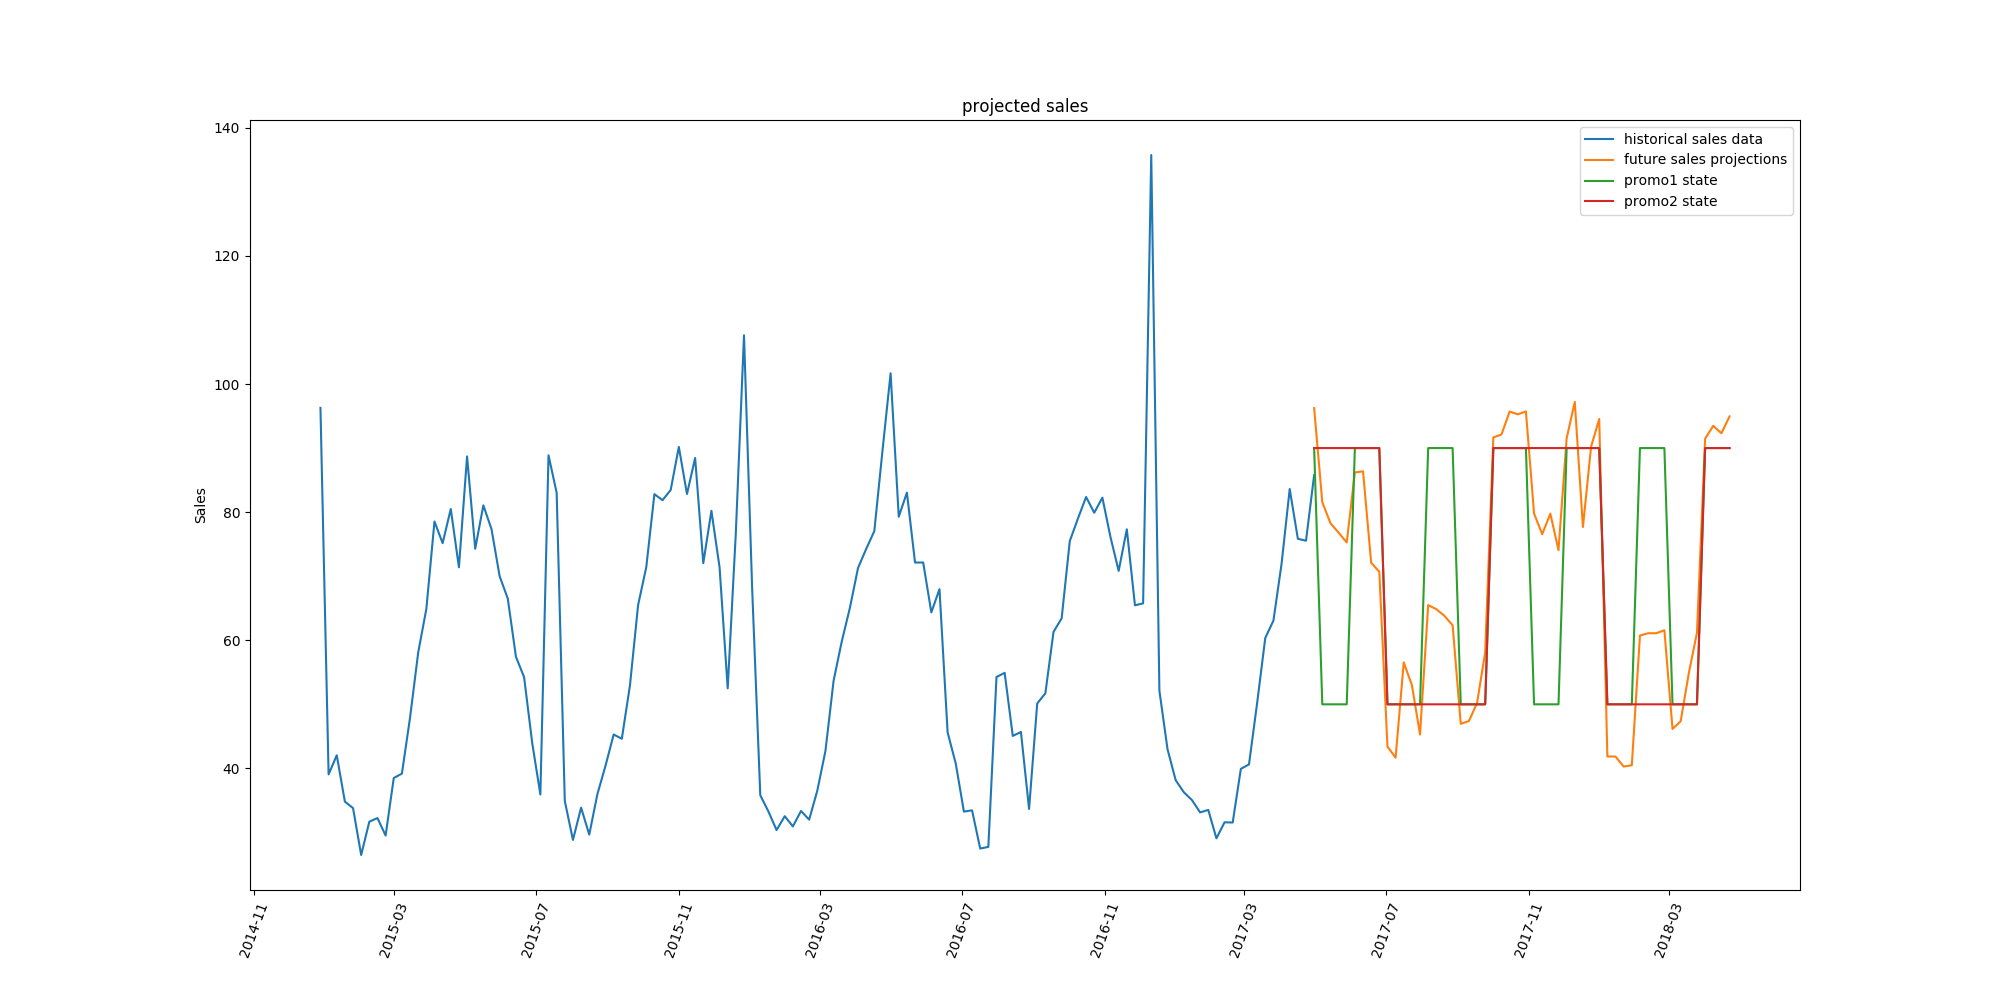 projected sales
historical sales data
future sales projections
promo1 state
promo2 state
Sales
140
120
100
80
60
40
2014-11
2015-03
2015-07
2015-11
2016-03
2016-07
2016-11
2017-03
2017-07
2017-11
2018-03